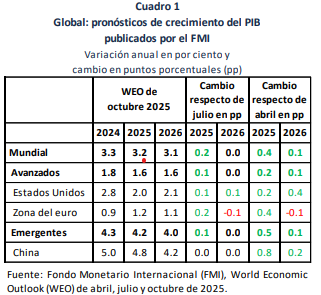 Cuadro 1
Global: pronósticos de crecimiento del PIB
publicados por el FMI
Variación anual en por ciento y
cambio en puntos porcentuales (pp)
WEO de octubre 2025 Cambio respecto de julio en pp Cambio respecto de abril en pp
2024 2025 2026 2025 2026 2025 2026
Mundial 3.3 3.2 3.1 0.2 0.0 0.4 0.1
Avanzados 1.8 1.6 1.6 0.1 0.0 0.2 0.1
Estados Unidos 2.8 2.0 2.1 0.1 0.1 0.2 0.4
Zona del euro 0.9 1.2 1.1 0.2 -0.1 0.4 -0.1
Emergentes 4.3 4.2 4.0 0.1 0.0 0.5 0.1
China 5.0 4.8 4.2 0.0 0.0 0.8 0.2
Fuente: Fondo Monetario Internacional (FMI), World Economic
Outlook (WEO) de abril, julio y octubre de 2025.